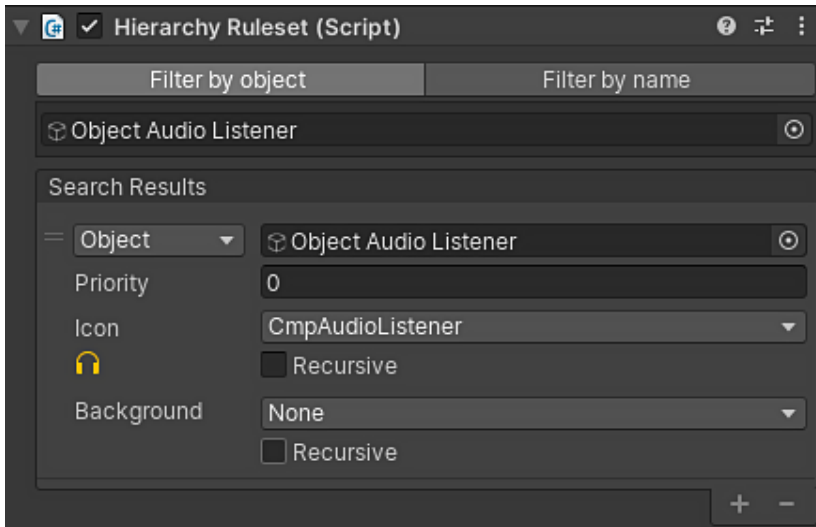 Hierarchy Ruleset (Script)
Filter by object Filter by name
Object Audio Listener
Search Results
Object Object Audio Listener
Priority 0
Icon CmpAudioListener
Recursive
Background None
Recursive